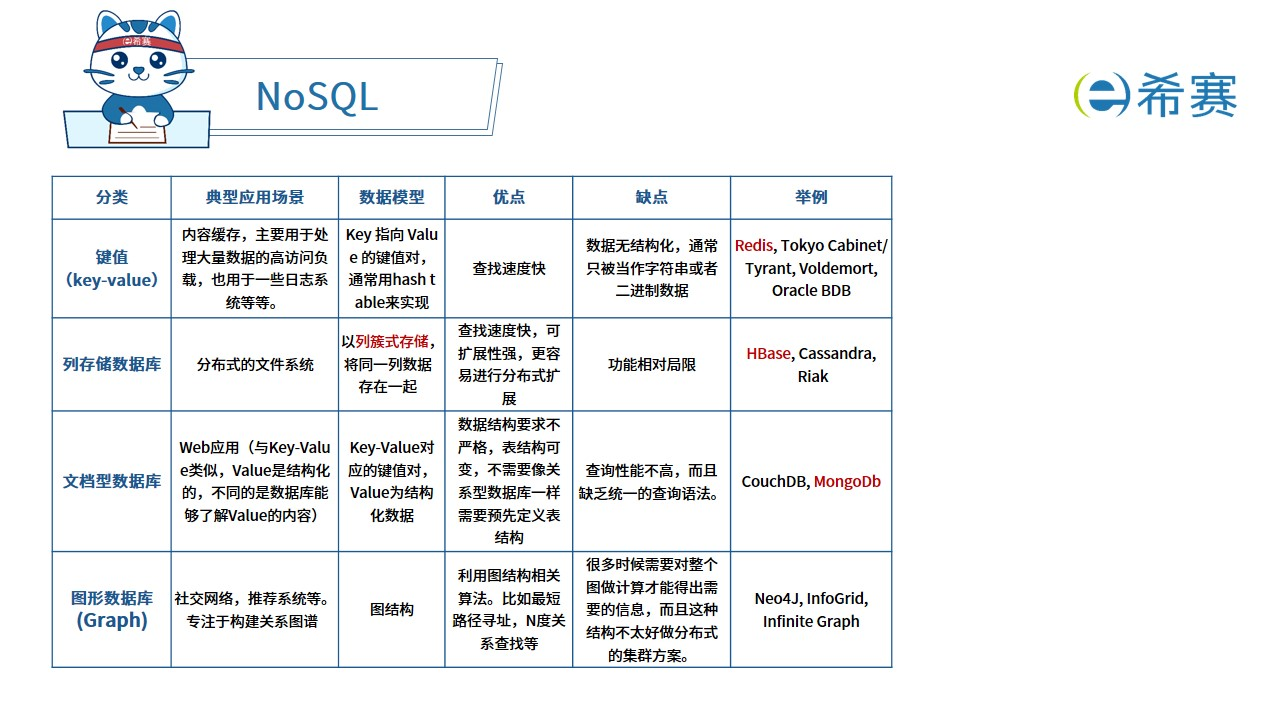 希赛
NoSQL
希赛
分类
典型应用场景
数据模型
优点
缺点
举例
键值
（key-value）
内容缓存，主要用于处
理大量数据的高访问负
载，也用于一些日志系
统等等。
Key 指向 Valu
e 的键值对，
通常用hash t
able来实现
查找速度快
数据无结构化，通常
只被当作字符串或者
二进制数据
Redis, Tokyo Cabinet/
Tyrant, Voldemort,
Oracle BDB
列存储数据库
分布式的文件系统
以列簇式存储，
将同一列数据
存在一起
查找速度快，可
扩展性强，更容
易进行分布式扩
展
功能相对局限
HBase, Cassandra,
Riak
文档型数据库
Web应用（与Key-Valu
e类似，Value是结构化
的，不同的是数据库能
够了解Value的内容）
Key-Value对
应的键值对，
Value为结构
化数据
数据结构要求不
严格，表结构可
变，不需要像关
系型数据库一样
需要预先定义表
结构
查询性能不高，而且
缺乏统一的查询语法。
CouchDB, MongoDb
图形数据库
(Graph)
社交网络，推荐系统等。
专注于构建关系图谱
图结构
利用图结构相关
算法。比如最短
路径寻址，N度关
系查找等
很多时候需要对整个
图做计算才能得出需
要的信息，而且这种
结构不太好做分布式
的集群方案。
Neo4J, InfoGrid,
Infinite Graph